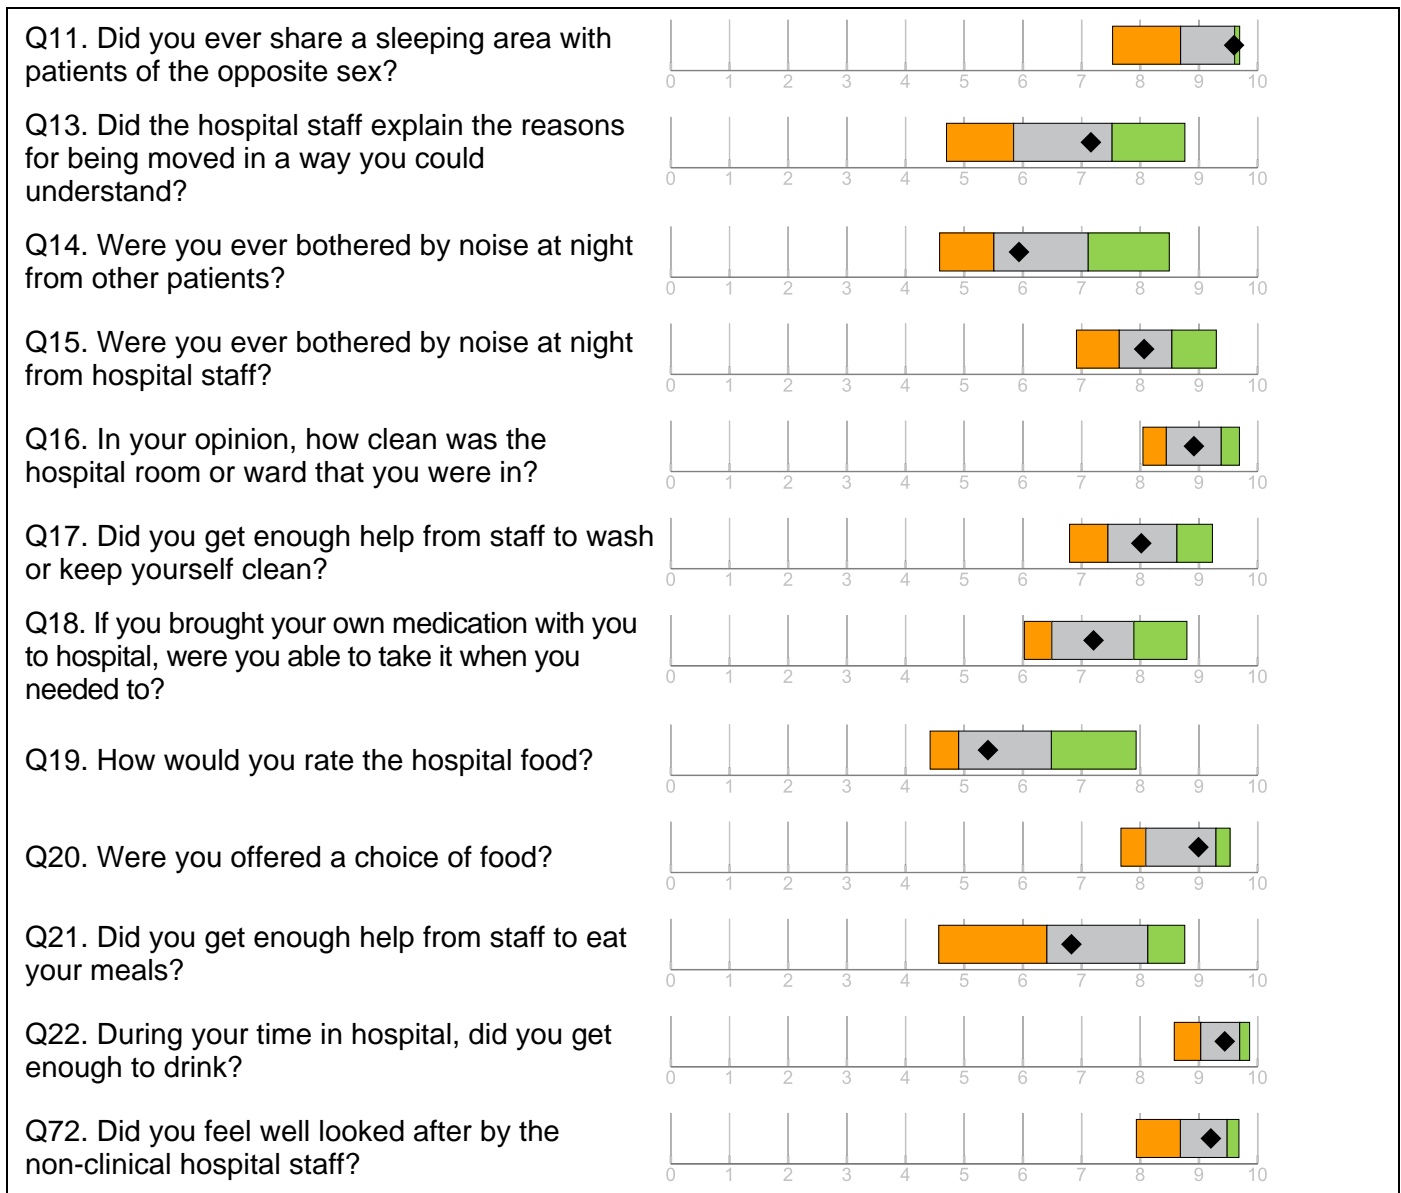 Q11. Did you ever share a sleeping area with
patients of the opposite sex?
0 1 2 3 4 5 6 7 8 9 10
Q13. Did the hospital staff explain the reasons
for being moved in a way you could
understand?
0 1 2 3 4 5 6 7 8 9 10
Q14. Were you ever bothered by noise at night
from other patients?
0 1 2 3 4 5 6 7 8 9 10
Q15. Were you ever bothered by noise at night
from hospital staff?
0 1 2 3 4 5 6 7 8 9 10
Q16. In your opinion, how clean was the
hospital room or ward that you were in?
0 1 2 3 4 5 6 7 8 9 10
Q17. Did you get enough help from staff to wash
or keep yourself clean?
0 1 2 3 4 5 6 7 8 9 10
Q18. If you brought your own medication with you
to hospital, were you able to take it when you
needed to?
0 1 2 3 4 5 6 7 8 9 10
Q19. How would you rate the hospital food?
0 1 2 3 4 5 6 7 8 9 10
Q20. Were you offered a choice of food?
0 1 2 3 4 5 6 7 8 9 10
Q21. Did you get enough help from staff to eat
your meals?
0 1 2 3 4 5 6 7 8 9 10
Q22. During your time in hospital, did you get
enough to drink?
0 1 2 3 4 5 6 7 8 9 10
Q72. Did you feel well looked after by the
non-clinical hospital staff?
0 1 2 3 4 5 6 7 8 9 10